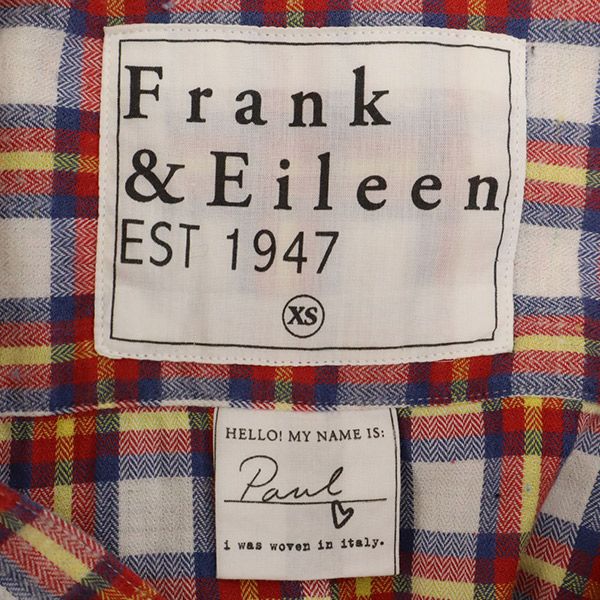 Frank
& Eileen
EST 1947
XS
HELLO! MY NAME IS:
Paul
i was woven in italy.